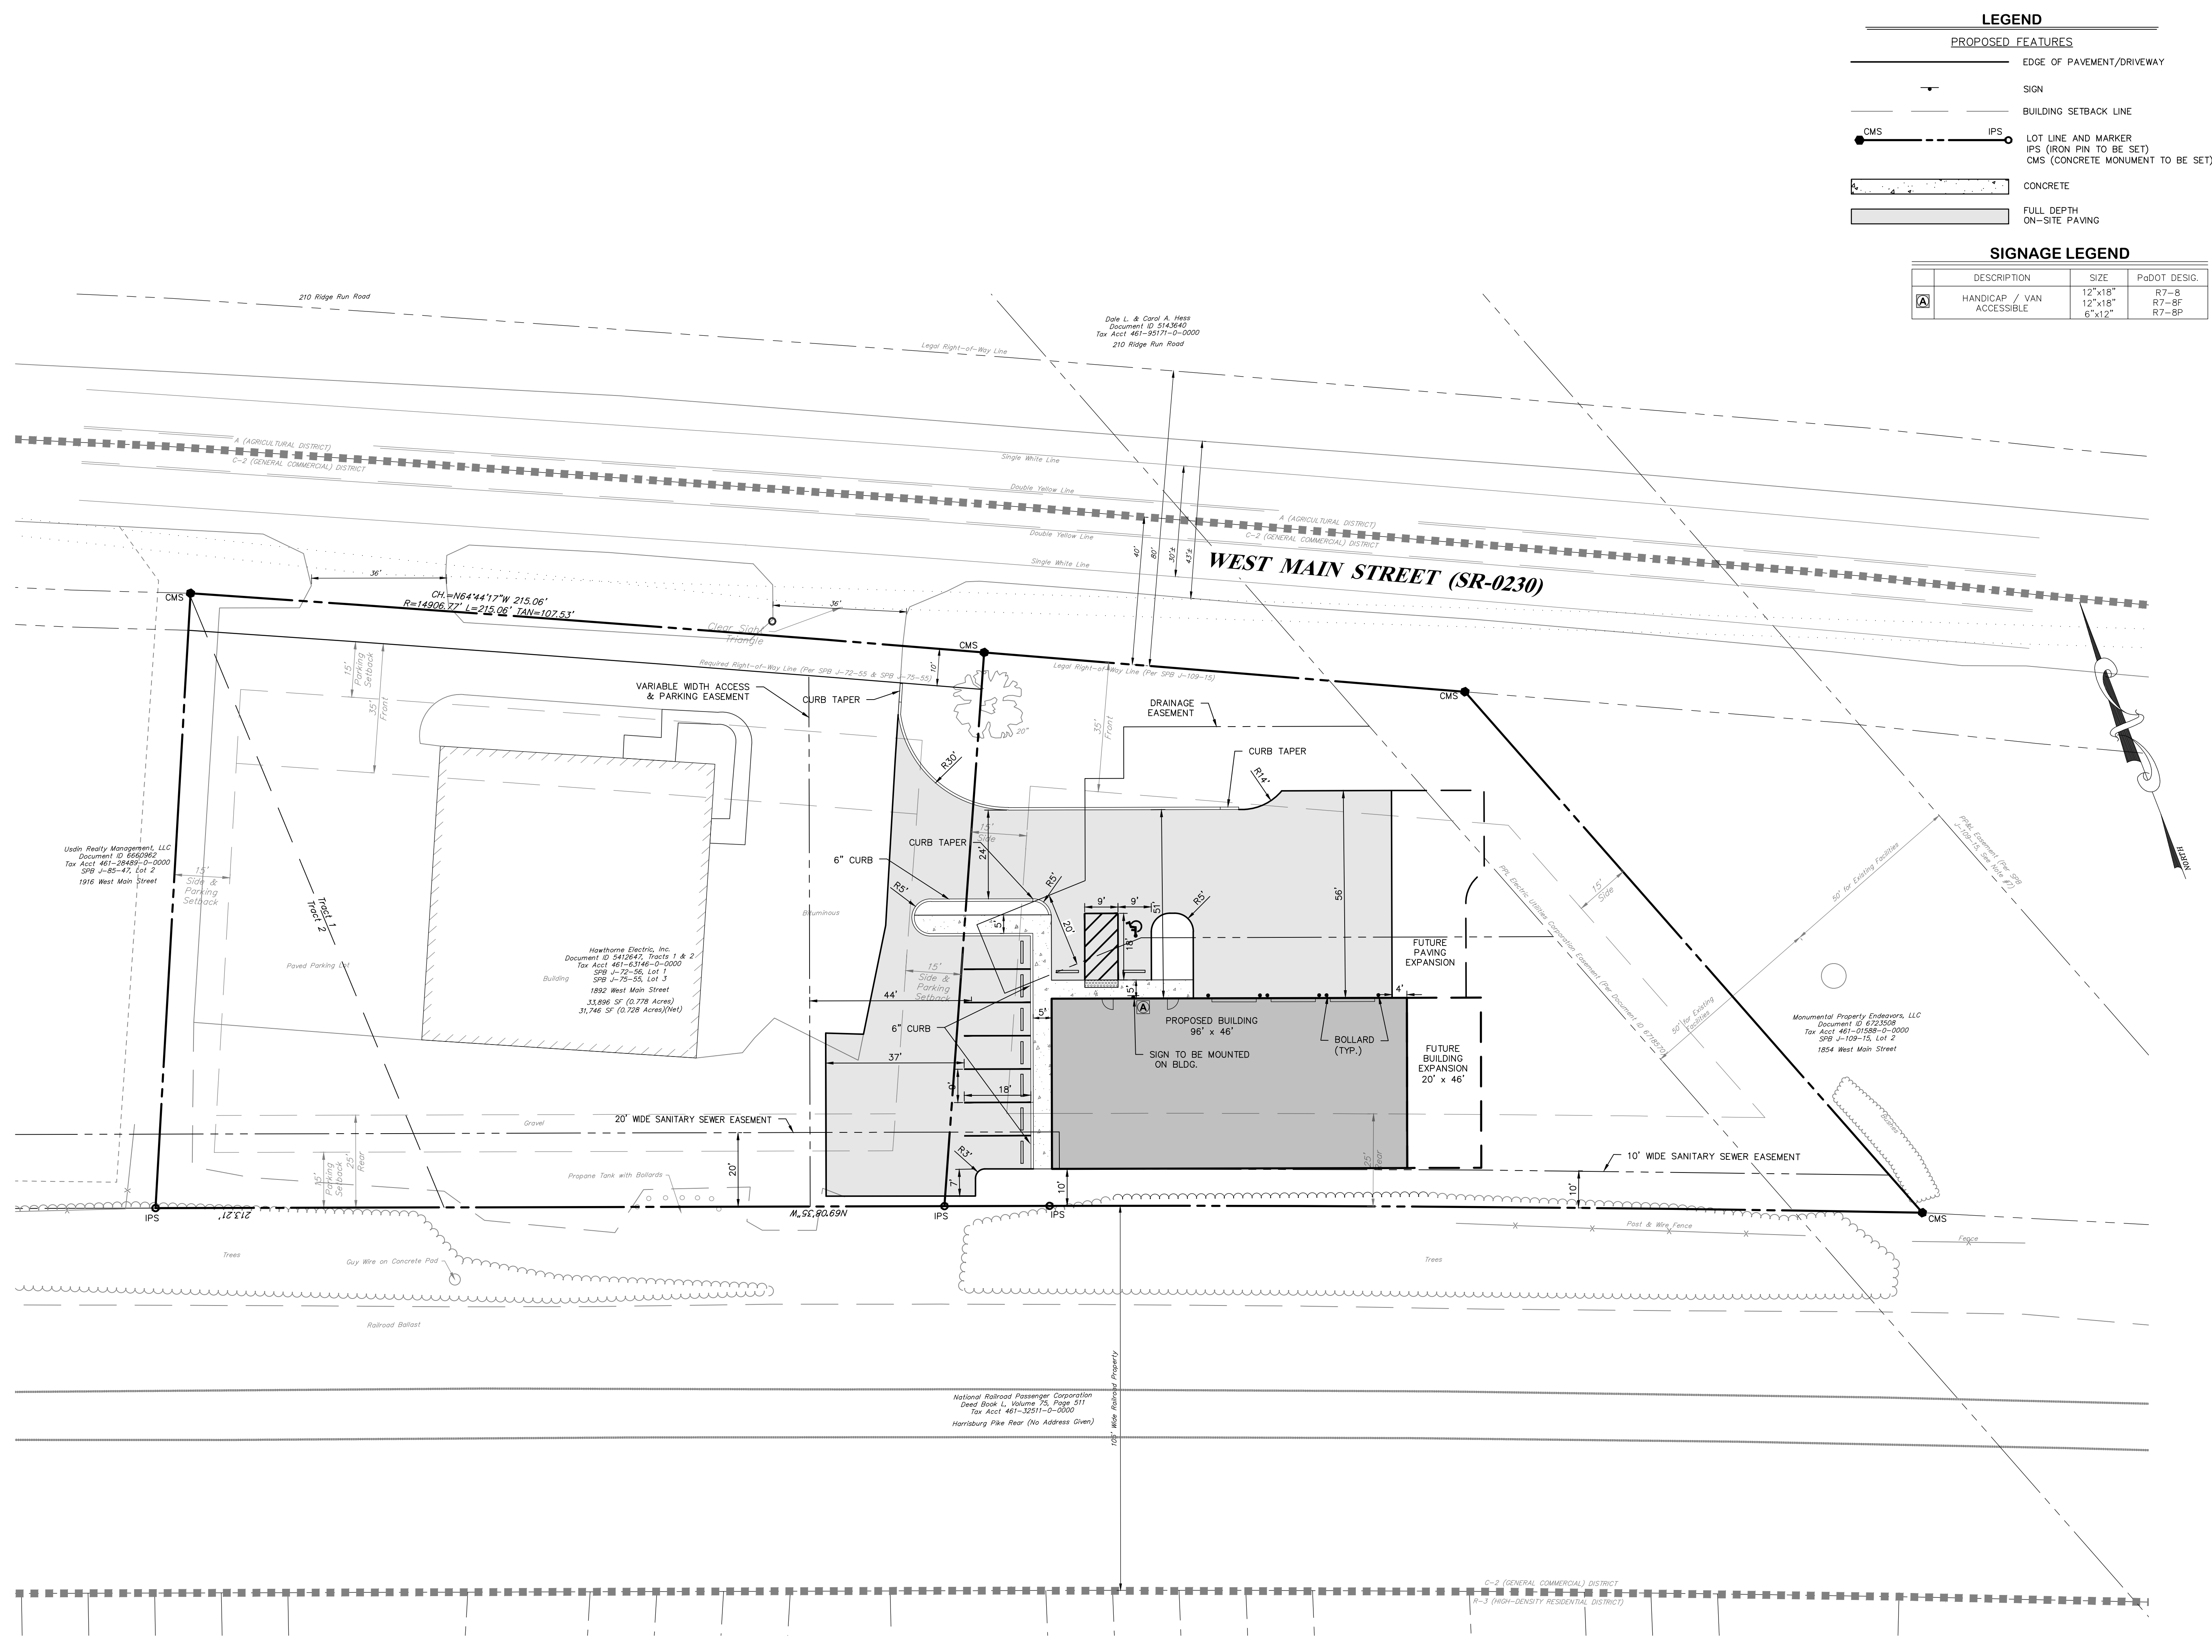 LEGEND
PROPOSED FEATURES
EDGE OF PAVEMENT/DRIVEWAY
SIGN
BUILDING SETBACK LINE
CMS
IPS
LOT LINE AND MARKER
IPS (IRON PIN TO BE SET)
CMS (CONCRETE MONUMENT TO BE SET)
CONCRETE
FULL DEPTH
ON-SITE PAVING
SIGNAGE LEGEND
DESCRIPTION SIZE PaDOT DESIG.
A HANDICAP / VAN ACCESSIBLE
12"x18" R7-8
12"x18" R7-8F
6"x12" R7-8P
210 Ridge Run Road
Dale L. & Carol A. Hess
Document ID 5143640
Tax Acct 461-95171-0-0000
210 Ridge Run Road
Legal Right-of-Way Line
A (AGRICULTURAL DISTRICT)
C-2 (GENERAL COMMERCIAL) DISTRICT
Single White Line
Double Yellow Line
A (AGRICULTURAL DISTRICT)
C-2 (GENERAL COMMERCIAL) DISTRICT
Double Yellow Line
Single White Line
40'
80'
30'±
43'±
WEST MAIN STREET (SR-0230)
36'
36'
CMS
CH.=N64°44'17"W 215.06'
R=14906.77' L=215.06' TAN=107.53'
Clear Sight
Triangle
CMS
Required Right-of-Way Line (Per SPB J-72-55 & SPB J-75-55)
10'
Legal Right-of-Way Line (Per SPB J-109-15)
CMS
15'
Parking
Setback
35'
Front
VARIABLE WIDTH ACCESS
& PARKING EASEMENT
CURB TAPER
20"
DRAINAGE
EASEMENT
35'
Front
CURB TAPER
R30'
R14'
15'
Side
CURB TAPER
24'
6" CURB
R5'
R5'
5'
20'
9'
9'
18'
51'
R5'
56'
FUTURE
PAVING
EXPANSION
15'
Side
50' for Existing Facilities
50' for Existing
Facilities
PP&L Easement (Per SPB
J-109-15. See Note #7)
PPL Electric Utilities Corporation Easement (Per Document ID 6718570)
NORTH
Usdin Realty Management, LLC
Document ID 6660962
Tax Acct 461-28489-0-0000
SPB J-85-47, Lot 2
1916 West Main Street
15'
Side &
Parking
Setback
Tract 1
Tract 2
Paved Parking Lot
Building
Bituminous
Hawthorne Electric, Inc.
Document ID 5412647, Tracts 1 & 2
Tax Acct 461-63146-0-0000
SPB J-72-56, Lot 1
SPB J-75-55, Lot 3
1892 West Main Street
33,896 SF (0.778 Acres)
31,746 SF (0.728 Acres)(Net)
15'
Side &
Parking
Setback
44'
5'
5'
4'
A
6" CURB
PROPOSED BUILDING
96' x 46'
SIGN TO BE MOUNTED
ON BLDG.
BOLLARD
(TYP.)
FUTURE
BUILDING
EXPANSION
20' x 46'
Monumental Property Endeavors, LLC
Document ID 6723508
Tax Acct 461-01588-0-0000
SPB J-109-15, Lot 2
1854 West Main Street
37'
9'
18'
Bushes
20' WIDE SANITARY SEWER EASEMENT
Gravel
15'
Parking
Setback
25'
Rear
Propane Tank with Bollards
20'
R3'
7'
10'
25'
Rear
10' WIDE SANITARY SEWER EASEMENT
10'
IPS
213.21'
N69°08'35"W
IPS
IPS
CMS
Post & Wire Fence
Fence
Trees
Guy Wire on Concrete Pad
Trees
Railroad Ballast
105' Wide Railroad Property
National Railroad Passenger Corporation
Deed Book L, Volume 75, Page 511
Tax Acct 461-32511-0-0000
Harrisburg Pike Rear (No Address Given)
C-2 (GENERAL COMMERCIAL) DISTRICT
R-3 (HIGH-DENSITY RESIDENTIAL DISTRICT)